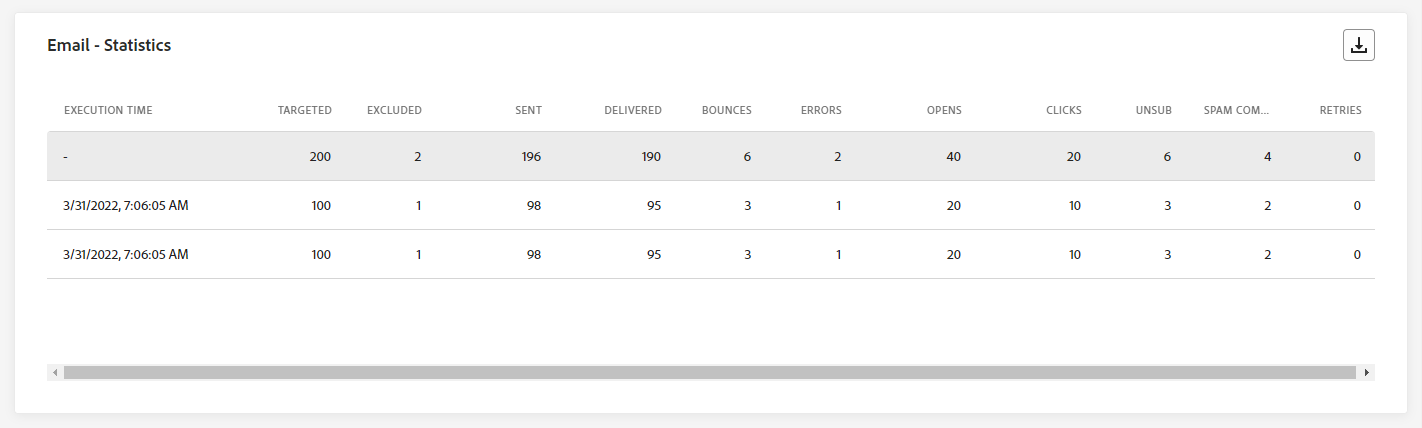 Email - Statistics
EXECUTION TIME TARGETED EXCLUDED SENT DELIVERED BOUNCES ERRORS OPENS CLICKS UNSUB SPAM COM... RETRIES
- 200 2 196 190 6 2 40 20 6 4 0
3/31/2022, 7:06:05 AM 100 1 98 95 3 1 20 10 3 2 0
3/31/2022, 7:06:05 AM 100 1 98 95 3 1 20 10 3 2 0